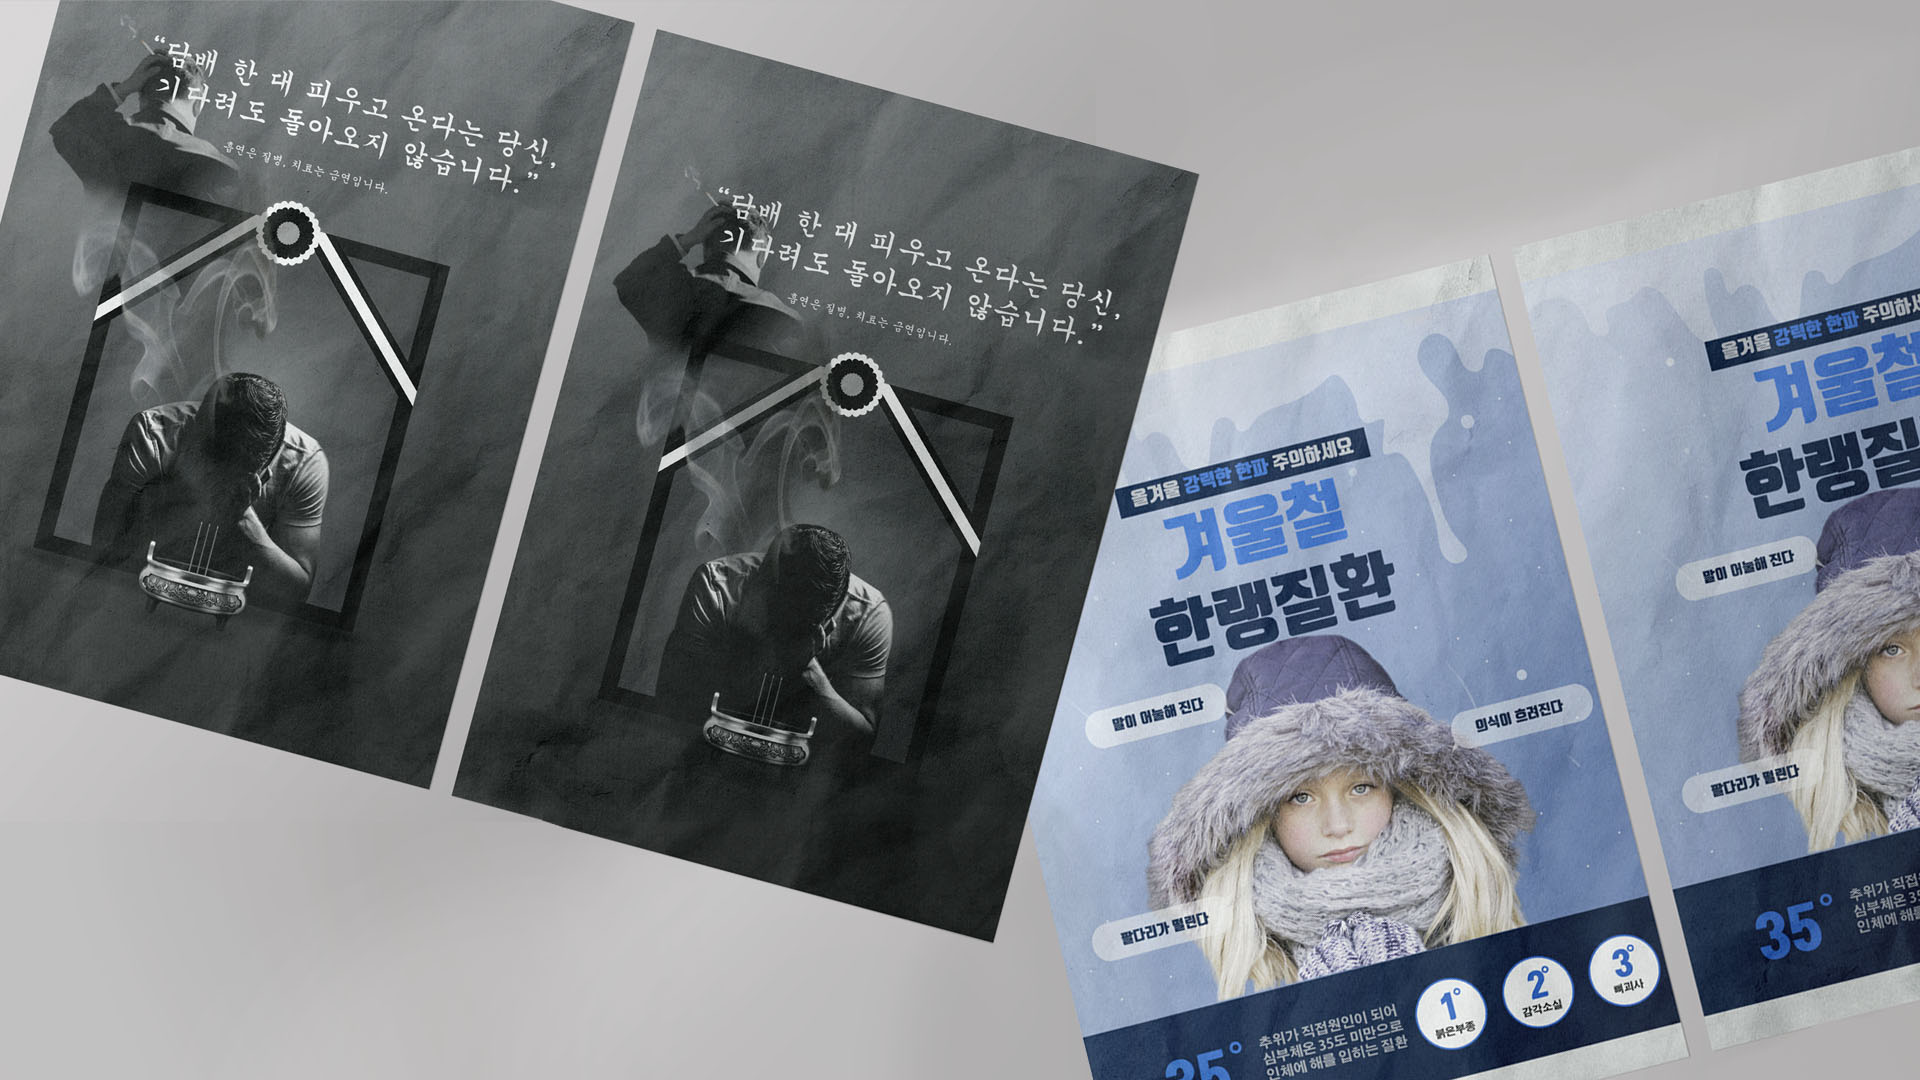 “담배 한 대 피우고 온다는 당신,
기다려도 돌아오지 않습니다.”
흡연은 질병, 치료는 금연입니다.
“담배 한 대 피우고 온다는 당신,
기다려도 돌아오지 않습니다.”
흡연은 질병, 치료는 금연입니다.
올겨울 강력한 한파 주의하세요
겨울철
한랭질환
말이 어눌해 진다
의식이 흐려진다
팔다리가 떨린다
35°
추위가 직접원인이 되어
심부체온 35도 미만으로
인체에 해를 입히는 질환
1°
붉은부종
2°
감각소실
3°
뼈괴사
올겨울 강력한 한파 주의하세
겨울철
한랭질
말이 어눌해 진다
팔다리가 떨린다
35°
추위가 직접
심부체온 35
인체에 해를